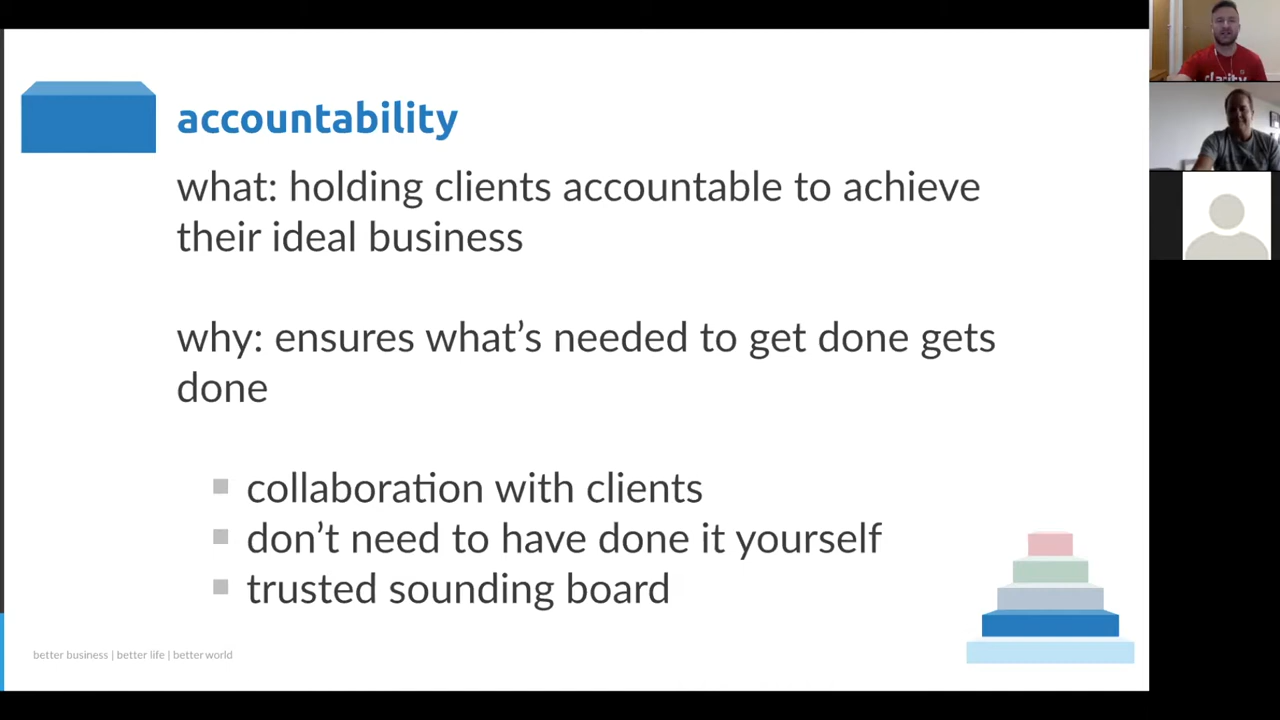 accountability
what: holding clients accountable to achieve
their ideal business
why: ensures what's needed to get done gets
done
collaboration with clients
don't need to have done it yourself
trusted sounding board
better business | better life | better world
clarity